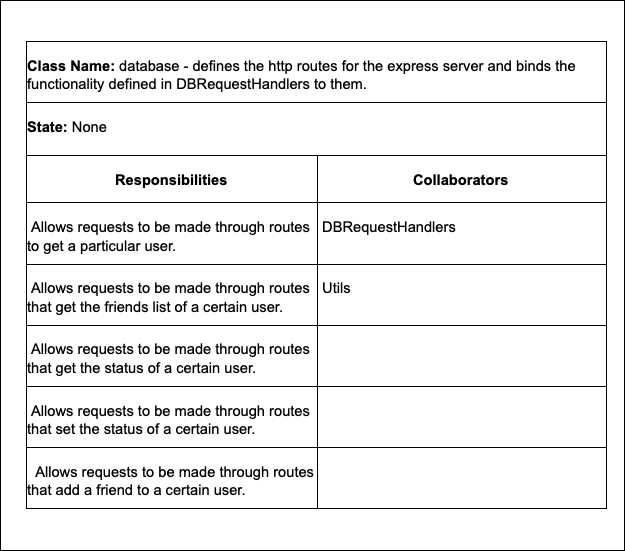 Class Name: database - defines the http routes for the express server and binds the
functionality defined in DBRequestHandlers to them.
State: None
Responsibilities
Collaborators
Allows requests to be made through routes
to get a particular user.
DBRequestHandlers
Allows requests to be made through routes
that get the friends list of a certain user.
Utils
Allows requests to be made through routes
that get the status of a certain user.
Allows requests to be made through routes
that set the status of a certain user.
Allows requests to be made through routes
that add a friend to a certain user.